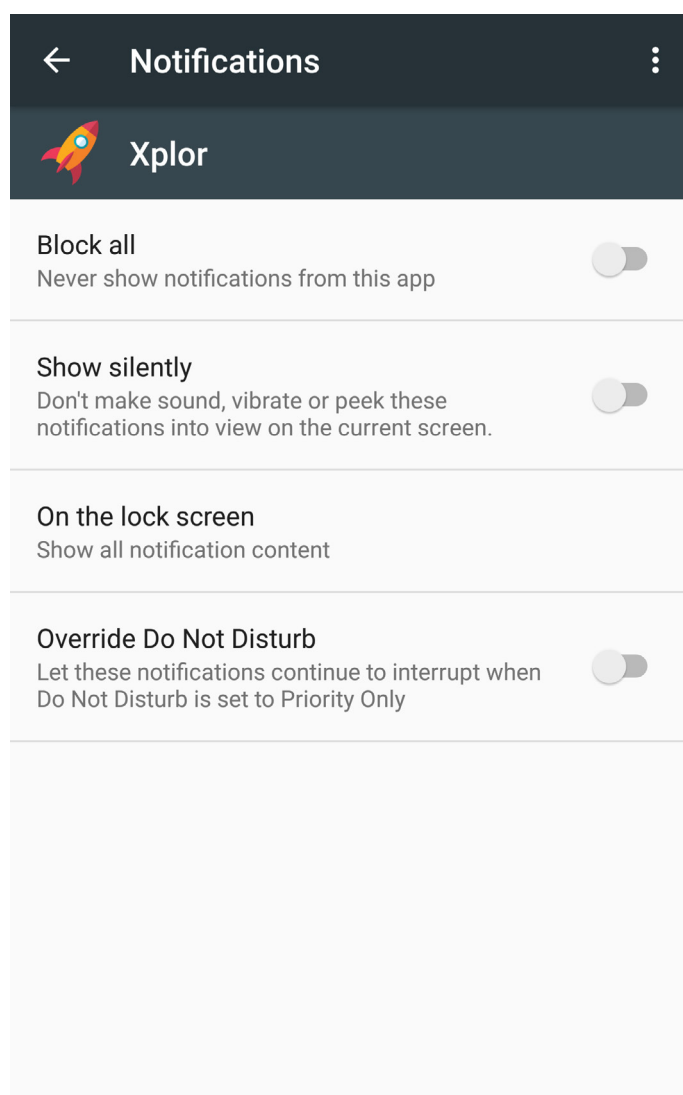 Notifications
Xplor
Block all
Never show notifications from this app
Show silently
Don't make sound, vibrate or peek these
notifications into view on the current screen.
On the lock screen
Show all notification content
Override Do Not Disturb
Let these notifications continue to interrupt when
Do Not Disturb is set to Priority Only